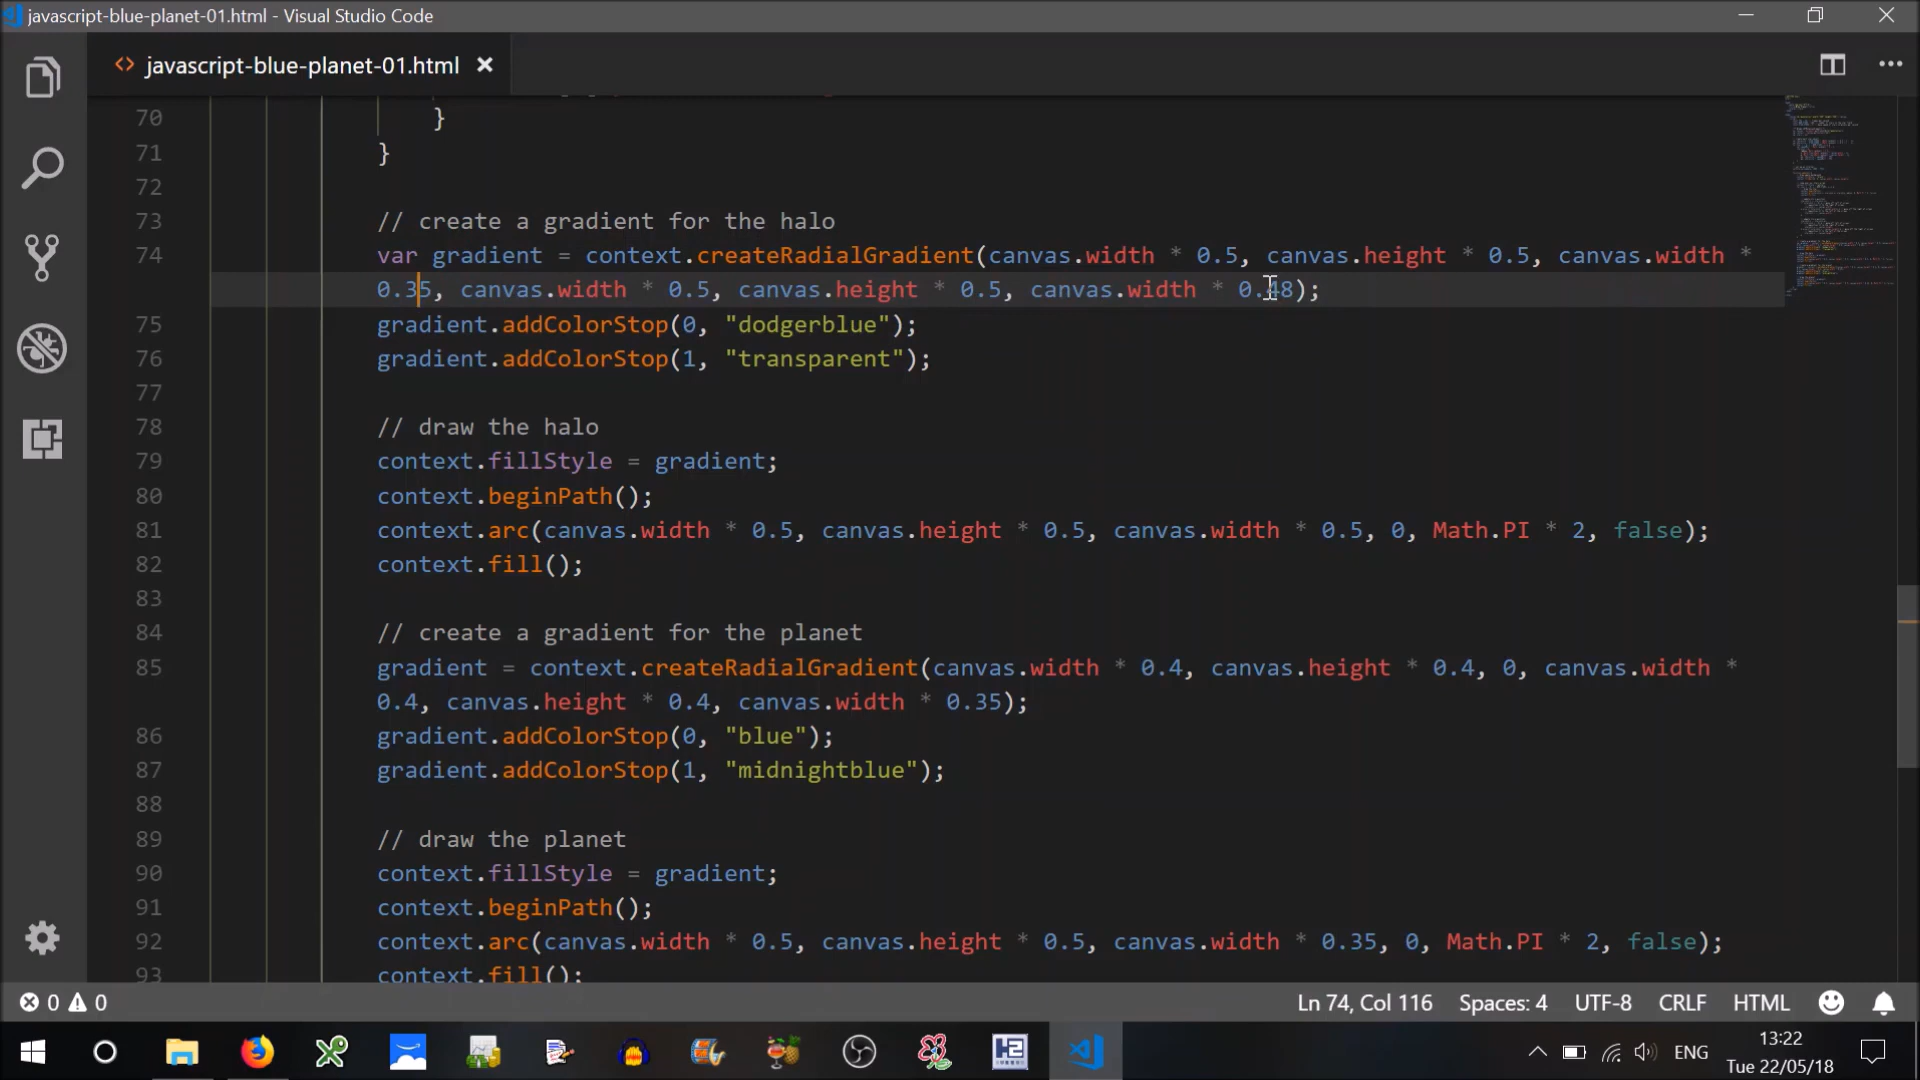 javascript-blue-planet-01.html - Visual Studio Code
<> javascript-blue-planet-01.html ×
70 }
71 }
72
73 // create a gradient for the halo
74 var gradient = context.createRadialGradient(canvas.width * 0.5, canvas.height * 0.5, canvas.width *
0.35, canvas.width * 0.5, canvas.height * 0.5, canvas.width * 0.48);
75 gradient.addColorStop(0, "dodgerblue");
76 gradient.addColorStop(1, "transparent");
77
78 // draw the halo
79 context.fillStyle = gradient;
80 context.beginPath();
81 context.arc(canvas.width * 0.5, canvas.height * 0.5, canvas.width * 0.5, 0, Math.PI * 2, false);
82 context.fill();
83
84 // create a gradient for the planet
85 gradient = context.createRadialGradient(canvas.width * 0.4, canvas.height * 0.4, 0, canvas.width *
0.4, canvas.height * 0.4, canvas.width * 0.35);
86 gradient.addColorStop(0, "blue");
87 gradient.addColorStop(1, "midnightblue");
88
89 // draw the planet
90 context.fillStyle = gradient;
91 context.beginPath();
92 context.arc(canvas.width * 0.5, canvas.height * 0.5, canvas.width * 0.35, 0, Math.PI * 2, false);
93 context.fill();
0 0 Ln 74, Col 116 Spaces: 4 UTF-8 CRLF HTML
ENG 13:22
Tue 22/05/18